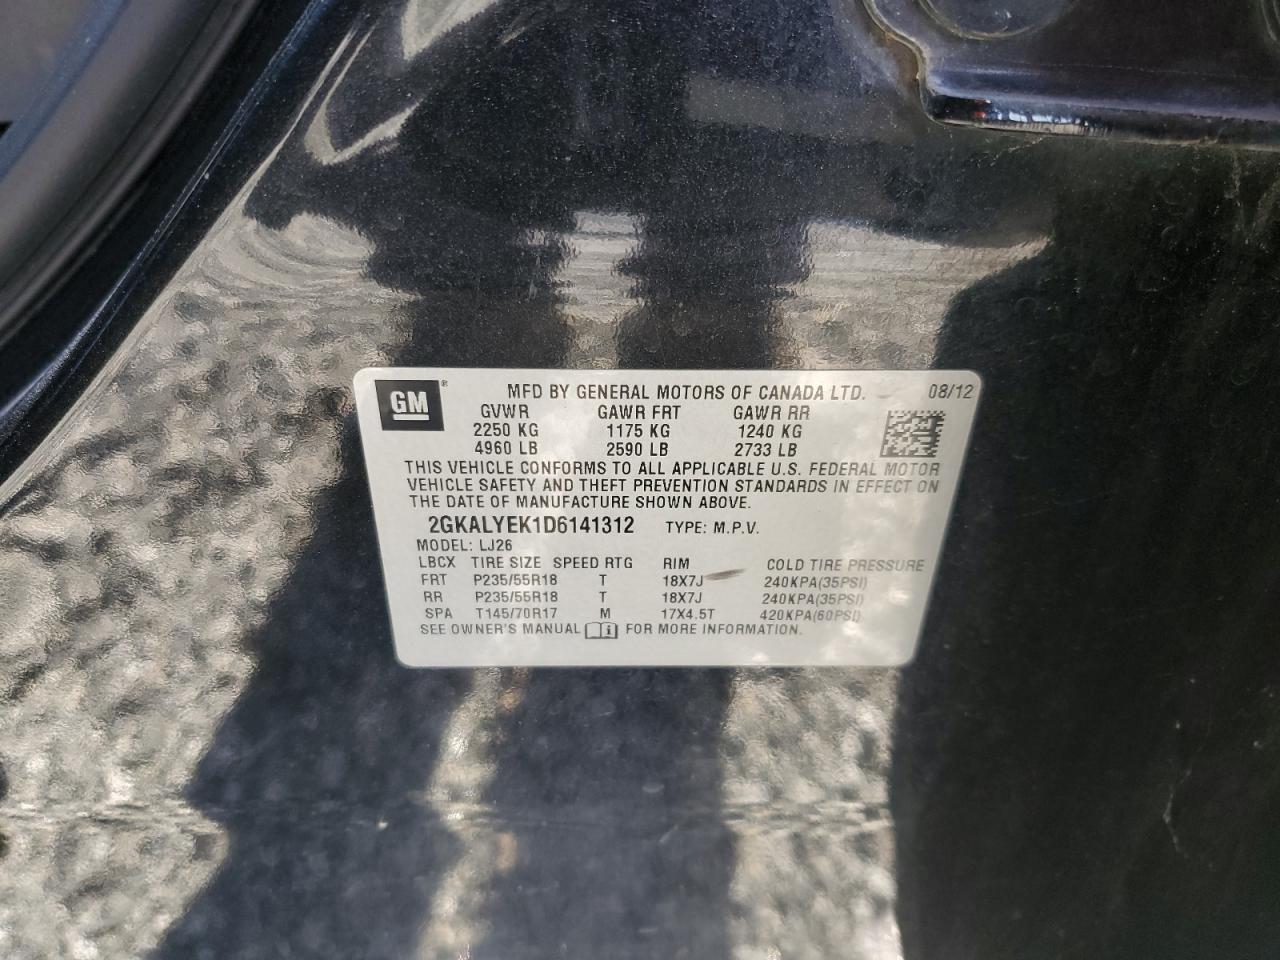 GM® MFD BY GENERAL MOTORS OF CANADA LTD. 08/12
GVWR GAWR FRT GAWR RR
2250 KG 1175 KG 1240 KG
4960 LB 2590 LB 2733 LB
THIS VEHICLE CONFORMS TO ALL APPLICABLE U.S. FEDERAL MOTOR
VEHICLE SAFETY AND THEFT PREVENTION STANDARDS IN EFFECT ON
THE DATE OF MANUFACTURE SHOWN ABOVE.
2GKALYEK1D6141312 TYPE: M.P.V.
MODEL: LJ26
LBCX TIRE SIZE SPEED RTG RIM COLD TIRE PRESSURE
FRT P235/55R18 T 18X7J 240KPA(35PSI)
RR P235/55R18 T 18X7J 240KPA(35PSI)
SPA T145/70R17 M 17X4.5T 420KPA(60PSI)
SEE OWNER'S MANUAL i FOR MORE INFORMATION.